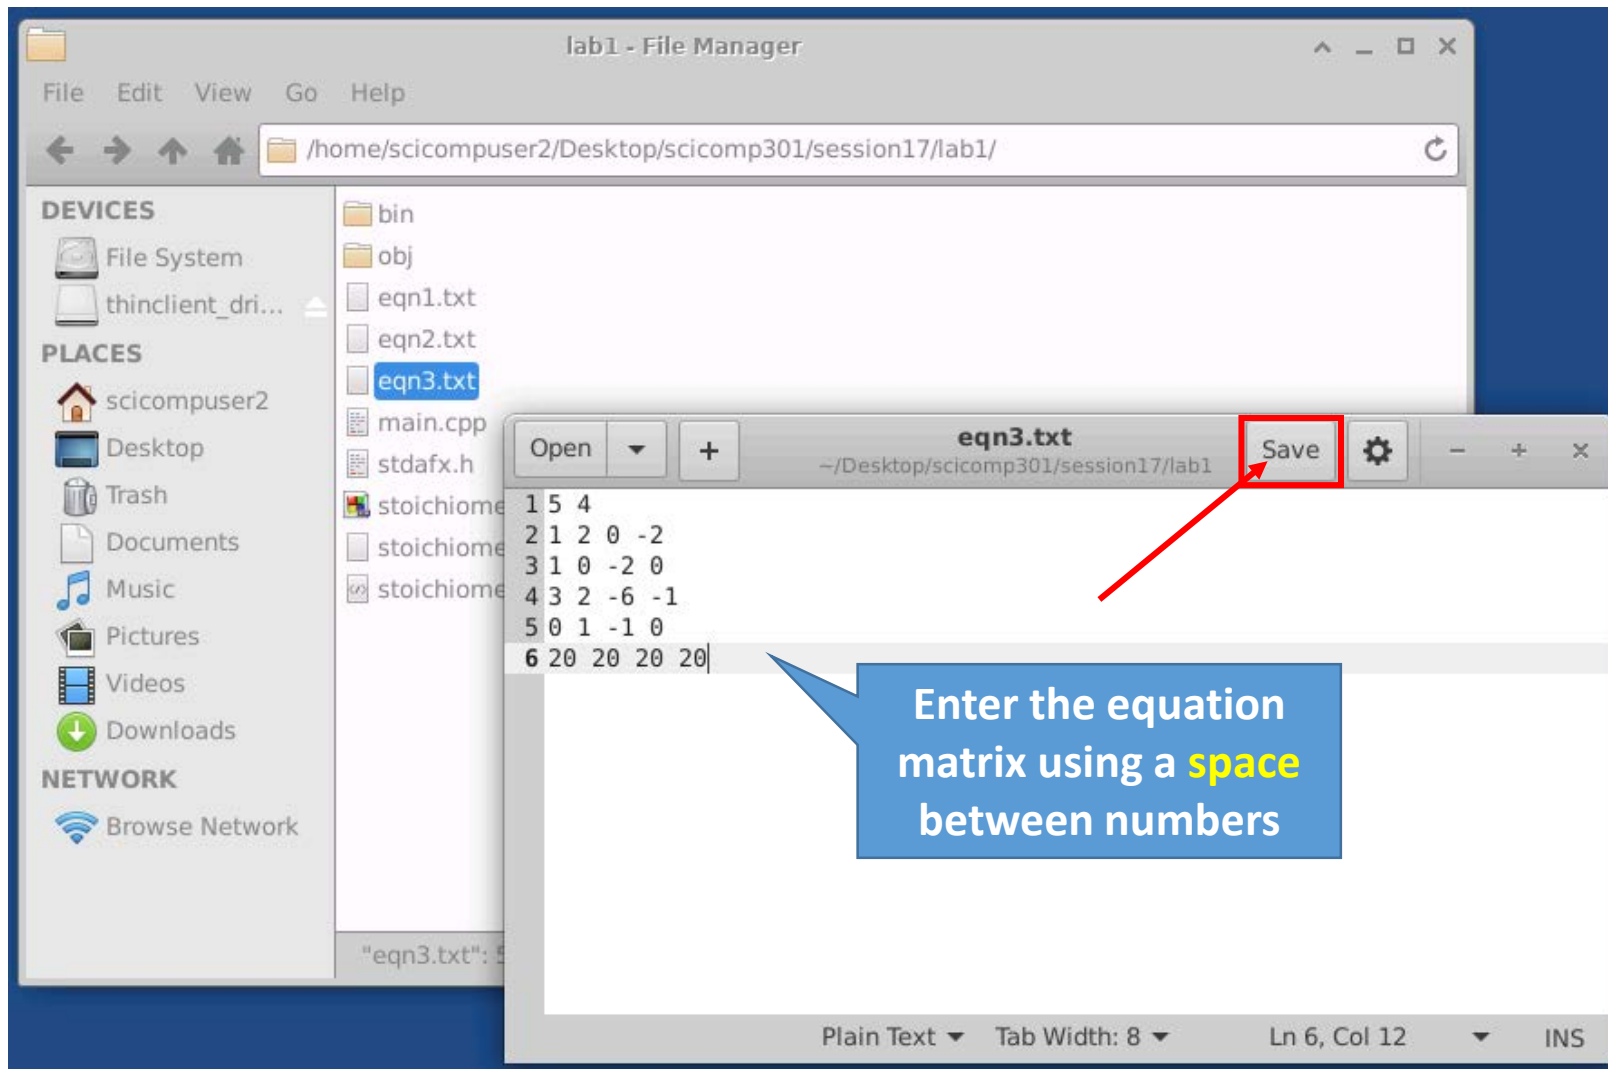 lab1 - File Manager
File Edit View Go Help
/home/scicompuser2/Desktop/scicomp301/session17/lab1/
DEVICES
File System
thinclient_dri...
PLACES
scicompuser2
Desktop
Trash
Documents
Music
Pictures
Videos
Downloads
NETWORK
Browse Network
bin
obj
eqn1.txt
eqn2.txt
eqn3.txt
main.cpp
stdafx.h
stoichiome
stoichiome
stoichiome
"eqn3.txt": 5
Open
+
eqn3.txt
~/Desktop/scicomp301/session17/lab1
Save
1 5 4
2 1 2 0 -2
3 1 0 -2 0
4 3 2 -6 -1
5 0 1 -1 0
6 20 20 20 20
Enter the equation
matrix using a space
between numbers
Plain Text Tab Width: 8 Ln 6, Col 12 INS